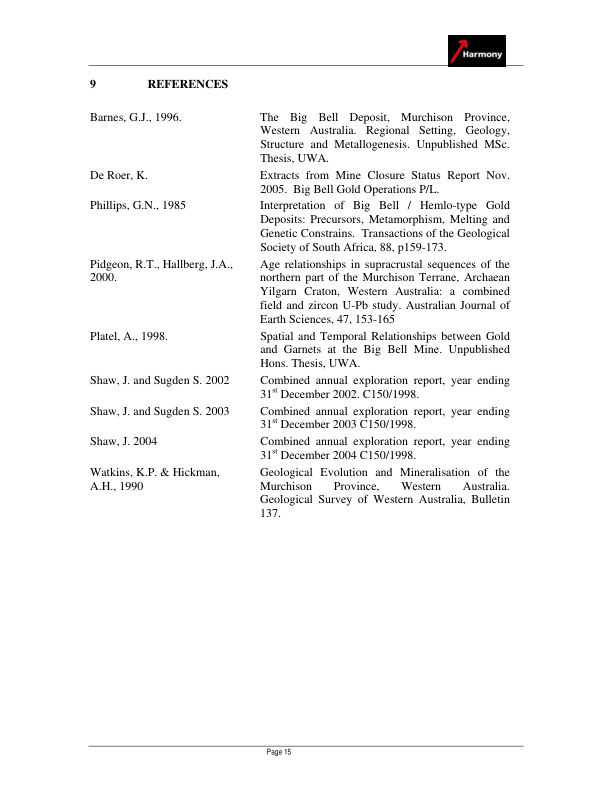 Harmony
9 REFERENCES
Barnes, G.J., 1996. The Big Bell Deposit, Murchison Province,
Western Australia. Regional Setting, Geology,
Structure and Metallogenesis. Unpublished MSc.
Thesis, UWA.
De Roer, K. Extracts from Mine Closure Status Report Nov.
2005. Big Bell Gold Operations P/L.
Phillips, G.N., 1985 Interpretation of Big Bell / Hemlo-type Gold
Deposits: Precursors, Metamorphism, Melting and
Genetic Constrains. Transactions of the Geological
Society of South Africa, 88, p159-173.
Pidgeon, R.T., Hallberg, J.A., Age relationships in supracrustal sequences of the
2000. northern part of the Murchison Terrane, Archaean
Yilgarn Craton, Western Australia: a combined
field and zircon U-Pb study. Australian Journal of
Earth Sciences, 47, 153-165
Platel, A., 1998. Spatial and Temporal Relationships between Gold
and Garnets at the Big Bell Mine. Unpublished
Hons. Thesis, UWA.
Shaw, J. and Sugden S. 2002 Combined annual exploration report, year ending
31st December 2002. C150/1998.
Shaw, J. and Sugden S. 2003 Combined annual exploration report, year ending
31st December 2003 C150/1998.
Shaw, J. 2004 Combined annual exploration report, year ending
31st December 2004 C150/1998.
Watkins, K.P. & Hickman, Geological Evolution and Mineralisation of the
A.H., 1990 Murchison Province, Western Australia.
Geological Survey of Western Australia, Bulletin
137.
Page 15